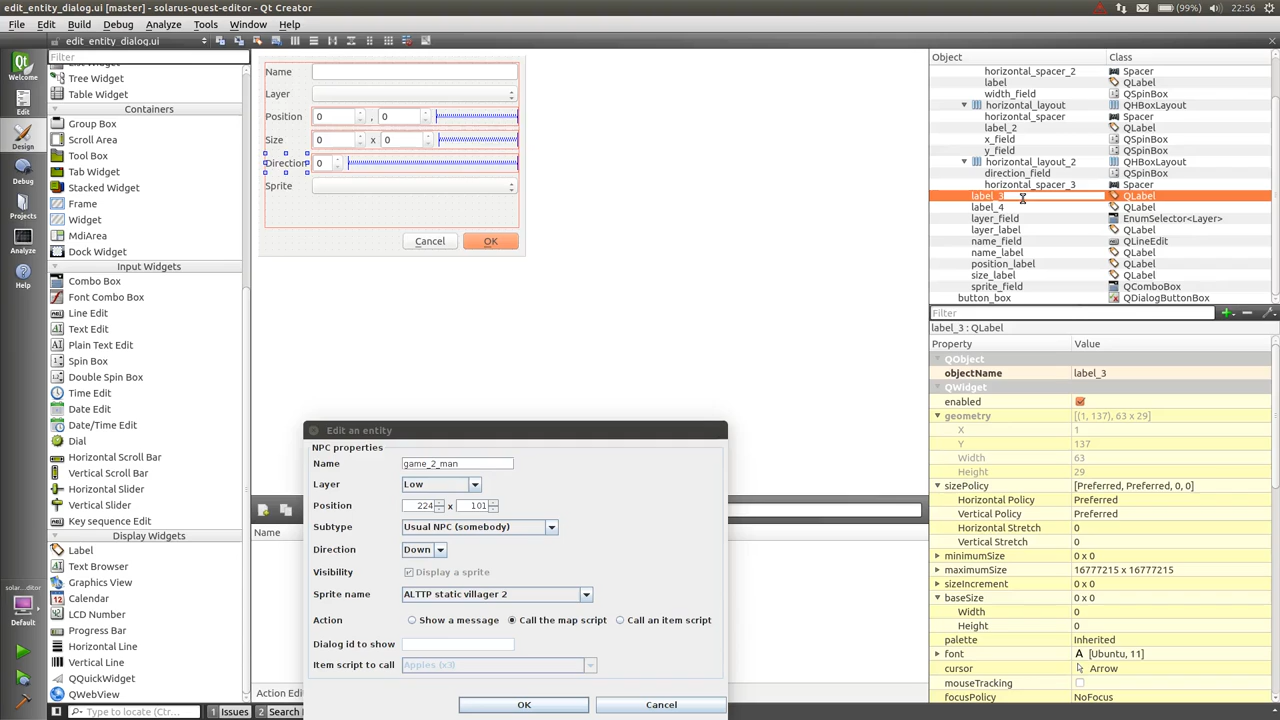 edit_entity_dialog.ui [master] - solarus-quest-editor - Qt Creator
(99%) 22:56
File Edit Build Debug Analyze Tools Window Help
edit_entity_dialog.ui
Welcome
Edit
Design
Debug
Projects
Analyze
Help
Default
Filter
Tree Widget
Table Widget
Containers
Group Box
Scroll Area
Tool Box
Tab Widget
Stacked Widget
Frame
Widget
MdiArea
Dock Widget
Input Widgets
Combo Box
Font Combo Box
Line Edit
Text Edit
Plain Text Edit
Spin Box
Double Spin Box
Time Edit
Date Edit
Date/Time Edit
Dial
Horizontal Scroll Bar
Vertical Scroll Bar
Horizontal Slider
Vertical Slider
Key sequence Edit
Display Widgets
Label
Text Browser
Graphics View
Calendar
LCD Number
Progress Bar
Horizontal Line
Vertical Line
QQuickWidget
QWebView
Name
Layer
Position 0 , 0
Size 0 x 0
Direction 0
Sprite
Cancel OK
Name
Edit an entity
NPC properties
Name game_2_man
Layer Low
Position 224 x 101
Subtype Usual NPC (somebody)
Direction Down
Visibility Display a sprite
Sprite name ALTTP static villager 2
Action Show a message Call the map script Call an item script
Dialog id to show
Item script to call Apples (x3)
OK Cancel
Object Class
horizontal_spacer_2 Spacer
label QLabel
width_field QSpinBox
horizontal_layout QHBoxLayout
horizontal_spacer Spacer
label_2 QLabel
x_field QSpinBox
y_field QSpinBox
horizontal_layout_2 QHBoxLayout
direction_field QSpinBox
horizontal_spacer_3 Spacer
label_3 QLabel
label_4 QLabel
layer_field EnumSelector<Layer>
layer_label QLabel
name_field QLineEdit
name_label QLabel
position_label QLabel
size_label QLabel
sprite_field QComboBox
button_box QDialogButtonBox
Filter
label_3 : QLabel
Property Value
QObject
objectName label_3
QWidget
enabled
geometry [(1, 137), 63 x 29]
X 1
Y 137
Width 63
Height 29
sizePolicy [Preferred, Preferred, 0, 0]
Horizontal Policy Preferred
Vertical Policy Preferred
Horizontal Stretch 0
Vertical Stretch 0
minimumSize 0 x 0
maximumSize 16777215 x 16777215
sizeIncrement 0 x 0
baseSize 0 x 0
Width 0
Height 0
palette Inherited
font A [Ubuntu, 11]
cursor Arrow
mouseTracking
focusPolicy NoFocus
Type to locate (Ctrl... 1 Issues 2 Search